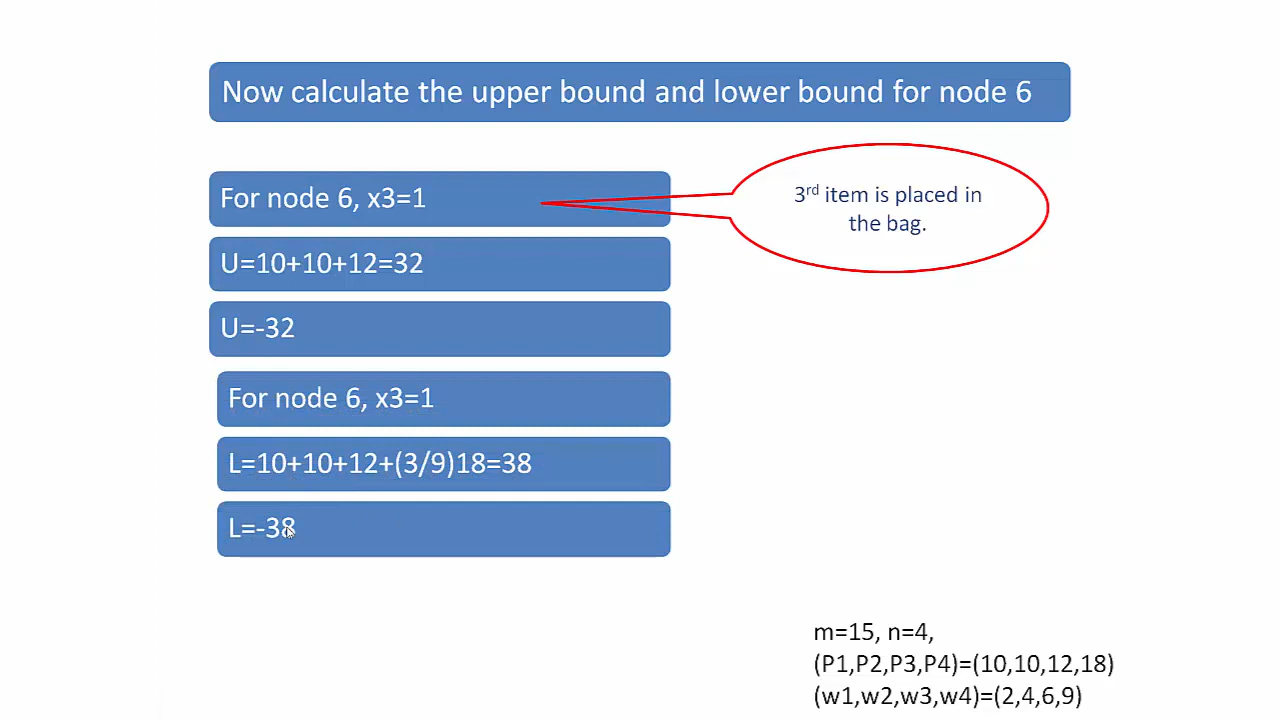 Now calculate the upper bound and lower bound for node 6
For node 6, x3=1
3rd item is placed in
the bag.
U=10+10+12=32
U=-32
For node 6, x3=1
L=10+10+12+(3/9)18=38
L=-38
m=15, n=4,
(P1,P2,P3,P4)=(10,10,12,18)
(w1,w2,w3,w4)=(2,4,6,9)